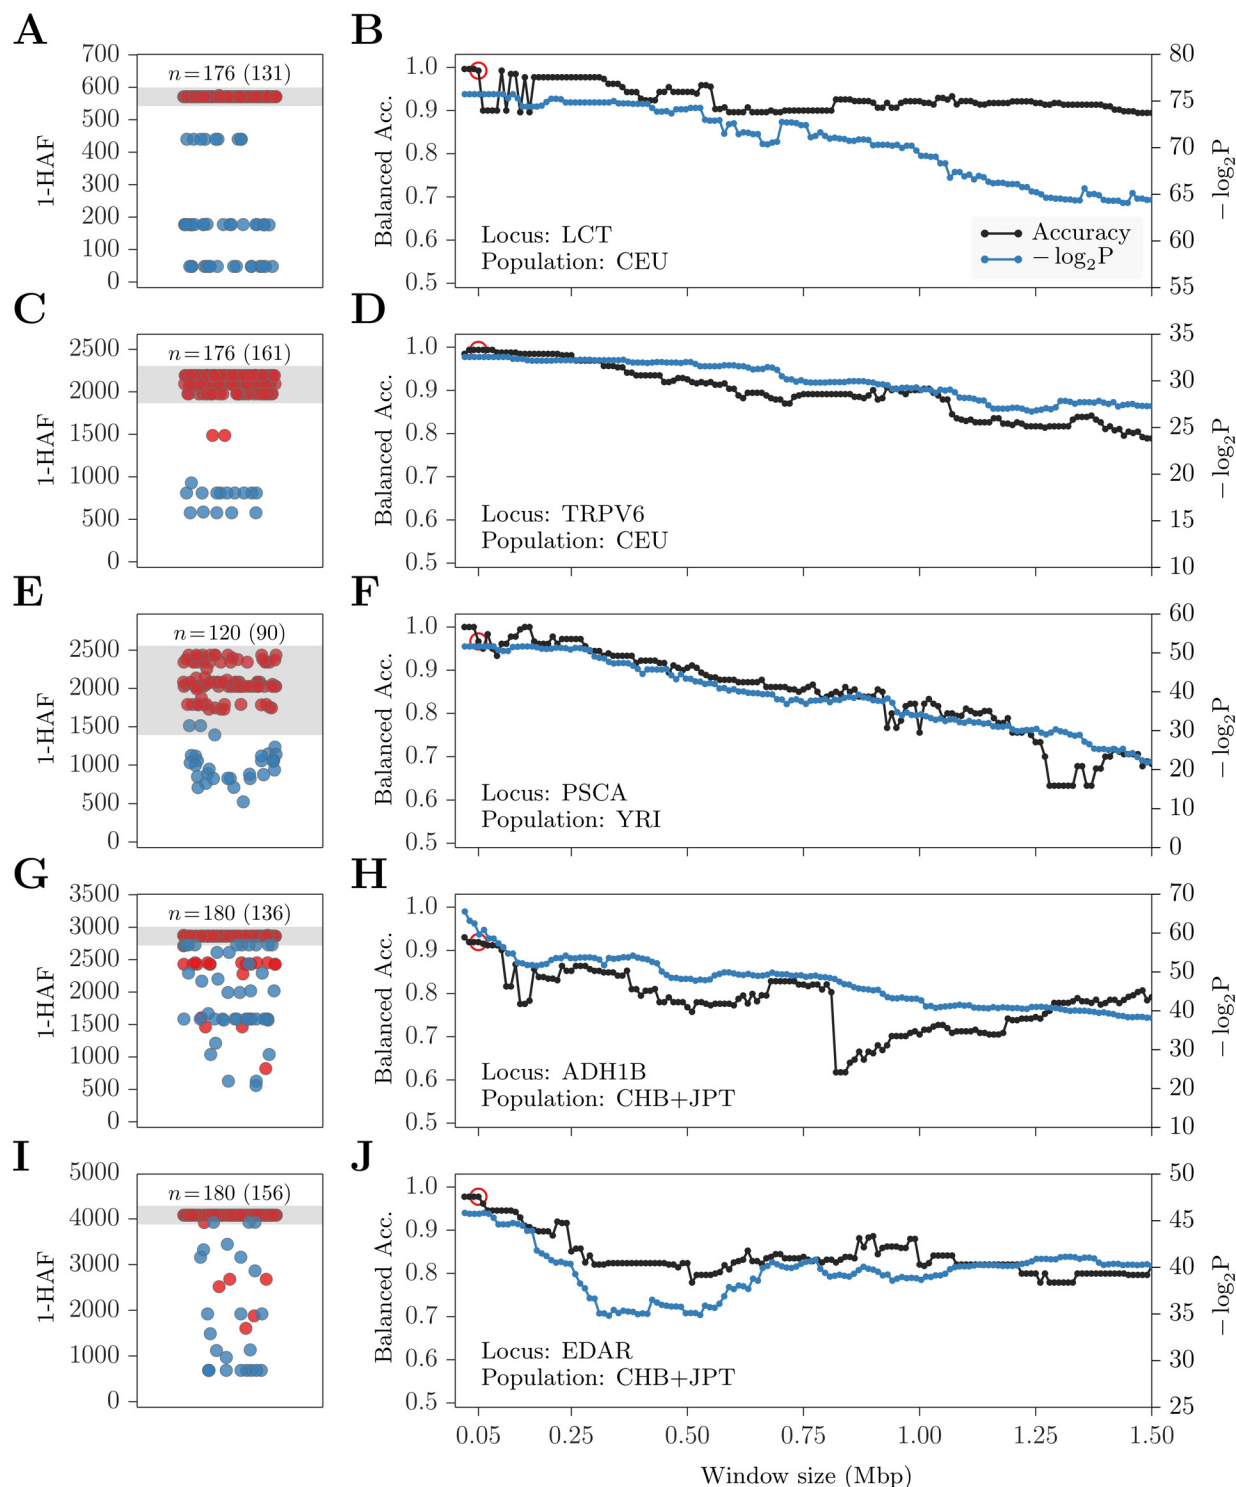 A
B
700
600
500
400
300
200
100
0
1-HAF
n=176 (131)
1.0
0.9
0.8
0.7
0.6
0.5
Balanced Acc.
Locus: LCT
Population: CEU
Accuracy
−log2P
80
75
70
65
60
55
−log2P
C
D
2500
2000
1500
1000
500
0
1-HAF
n=176 (161)
1.0
0.9
0.8
0.7
0.6
0.5
Balanced Acc.
Locus: TRPV6
Population: CEU
35
30
25
20
15
10
−log2P
E
F
2500
2000
1500
1000
500
0
1-HAF
n=120 (90)
1.0
0.9
0.8
0.7
0.6
0.5
Balanced Acc.
Locus: PSCA
Population: YRI
60
50
40
30
20
10
0
−log2P
G
H
3500
3000
2500
2000
1500
1000
500
0
1-HAF
n=180 (136)
1.0
0.9
0.8
0.7
0.6
0.5
Balanced Acc.
Locus: ADH1B
Population: CHB+JPT
70
60
50
40
30
20
10
−log2P
I
J
5000
4000
3000
2000
1000
0
1-HAF
n=180 (156)
1.0
0.9
0.8
0.7
0.6
0.5
Balanced Acc.
Locus: EDAR
Population: CHB+JPT
50
45
40
35
30
25
−log2P
0.05 0.25 0.50 0.75 1.00 1.25 1.50
Window size (Mbp)